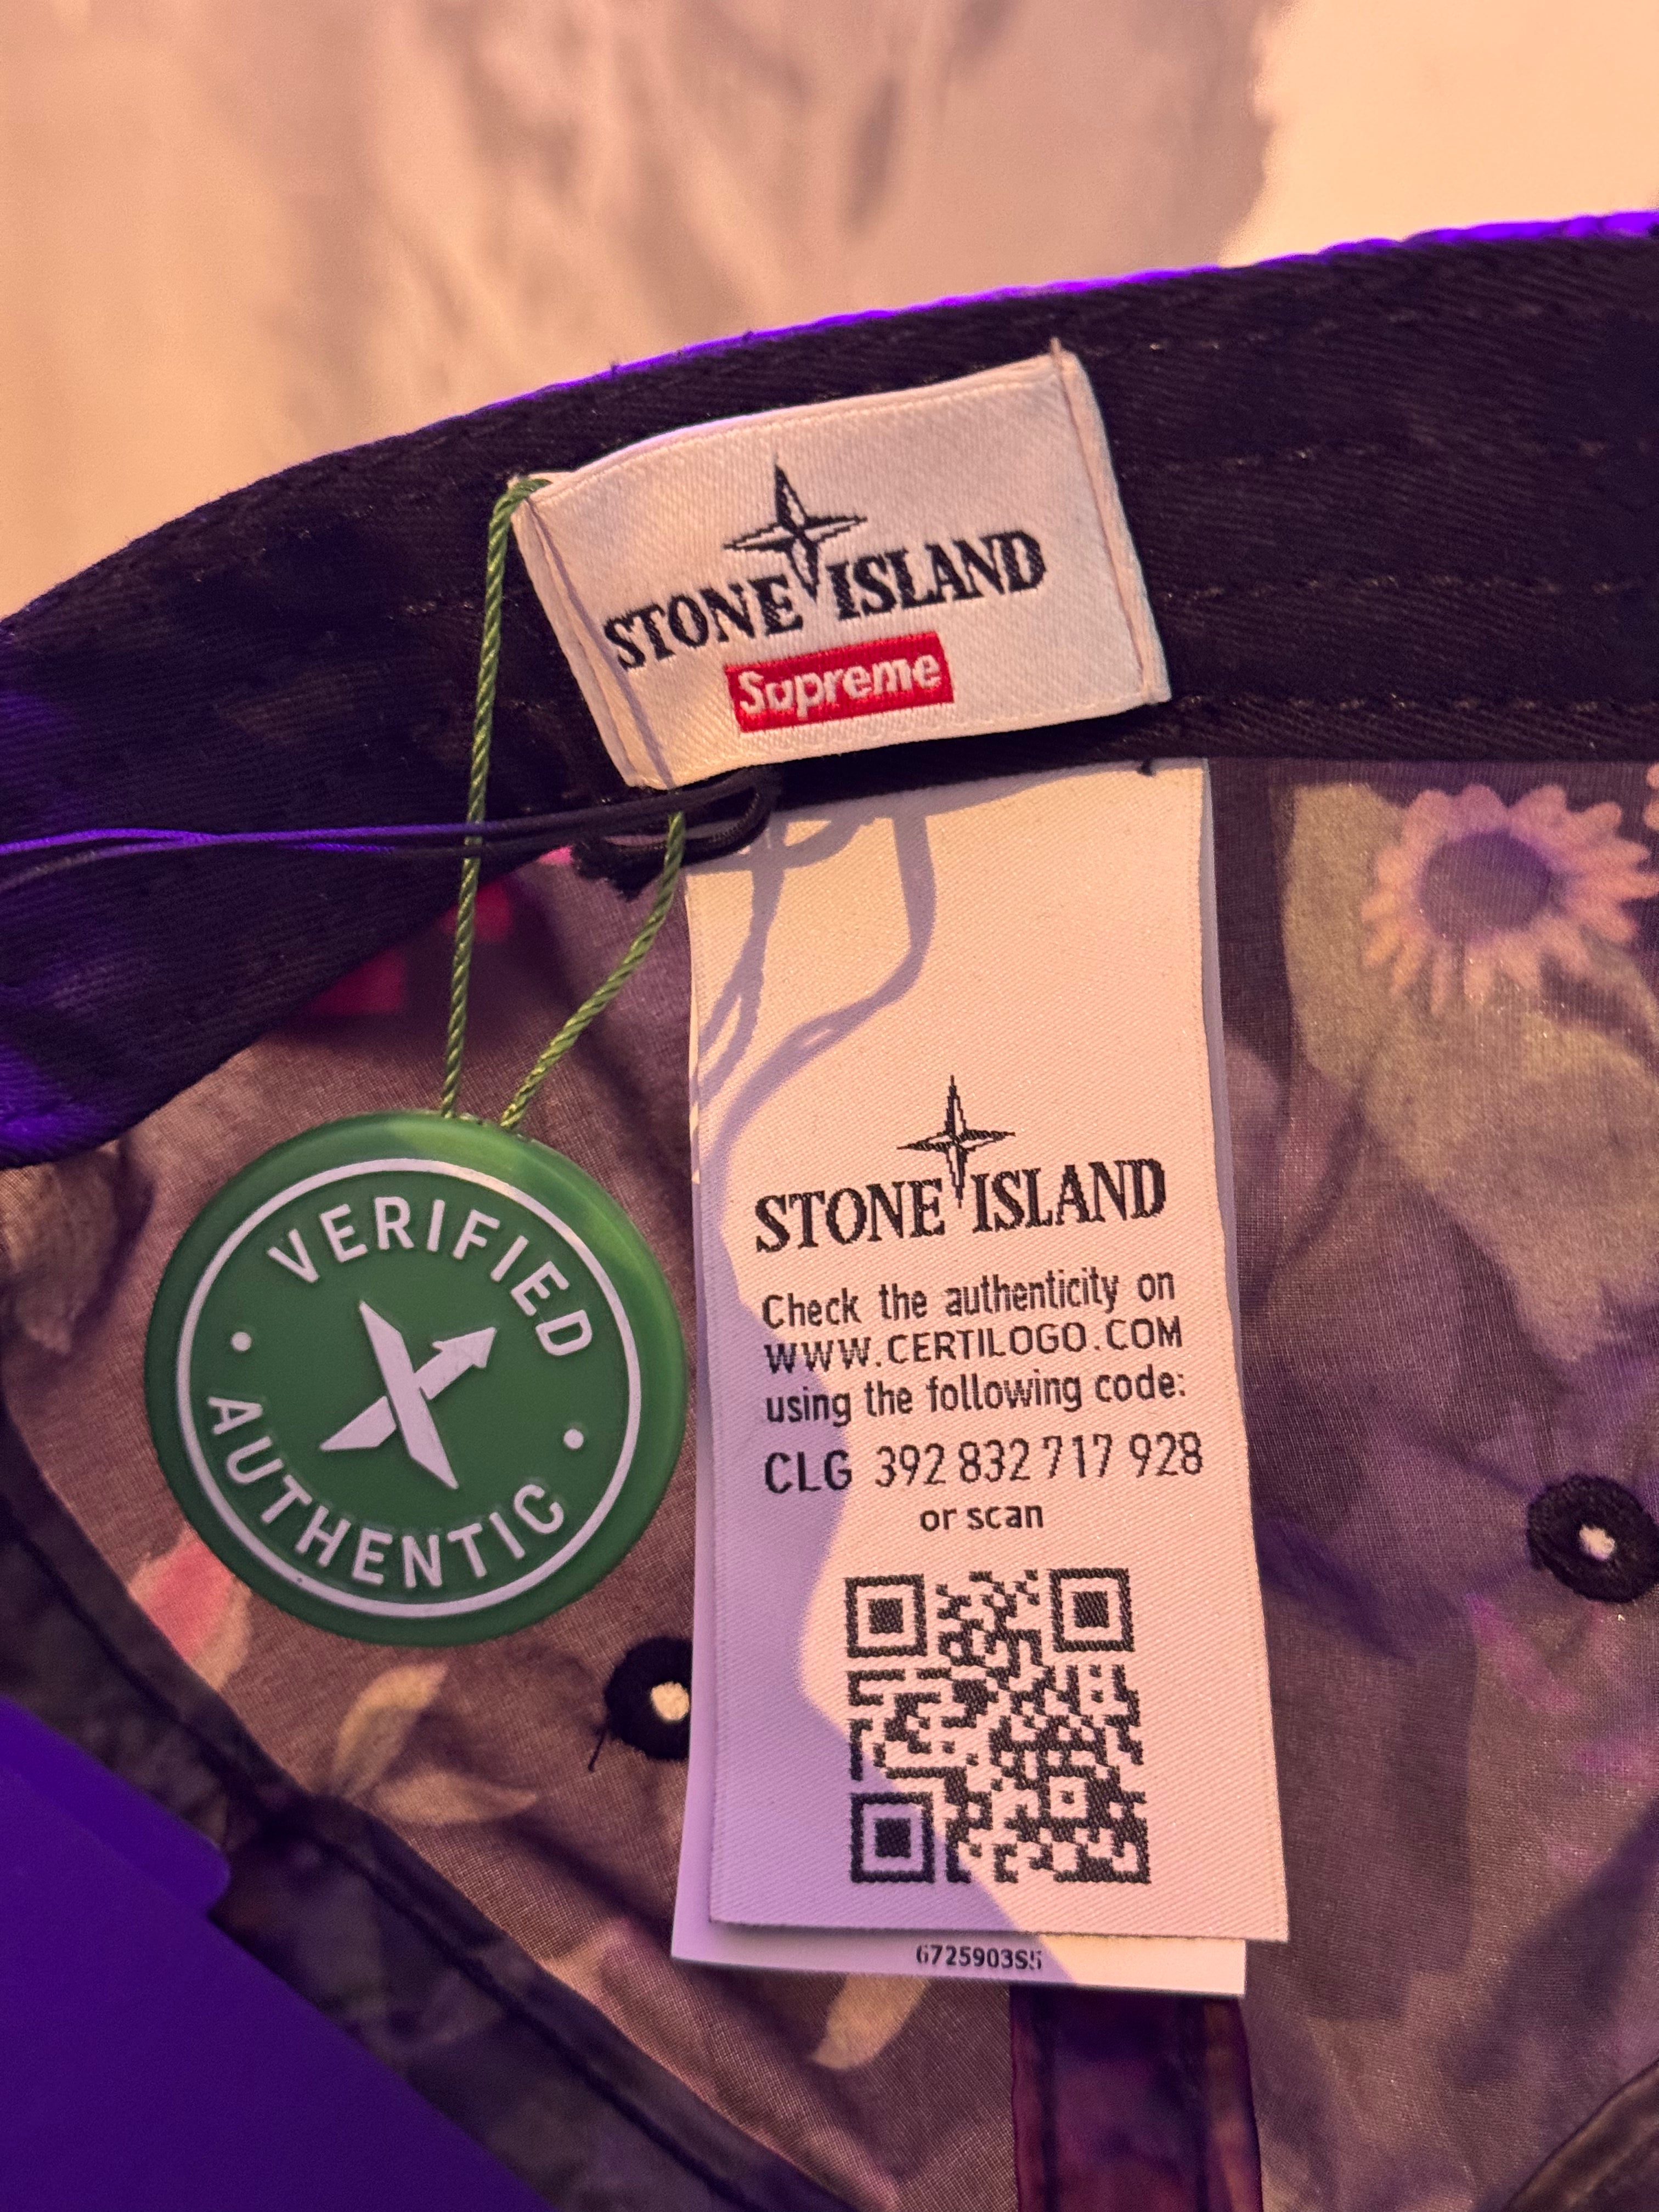 STONE ISLAND
Supreme
STONE ISLAND
Check the authenticity on
WWW.CERTILOGO.COM
using the following code:
CLG 392 832 717 928
or scan
6725903S5
VERIFIED
X
AUTHENTIC